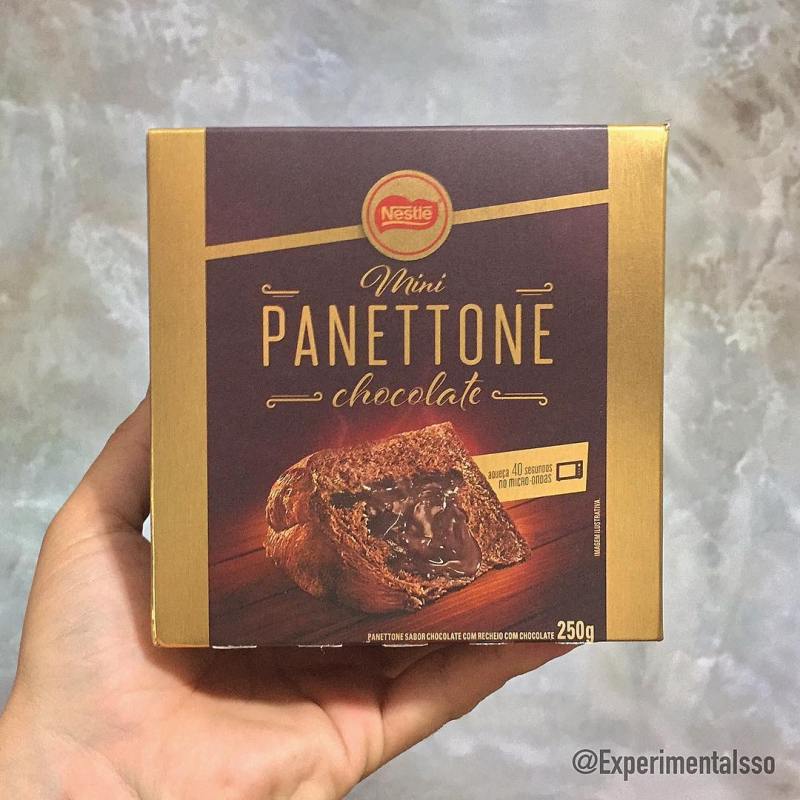 Nestlé
Mini
PANETTONE
chocolate
aqueça 40 segundos
no micro-ondas
IMAGEM ILUSTRATIVA.
PANETTONE SABOR CHOCOLATE COM RECHEIO COM CHOCOLATE 250g
@Experimentalsso